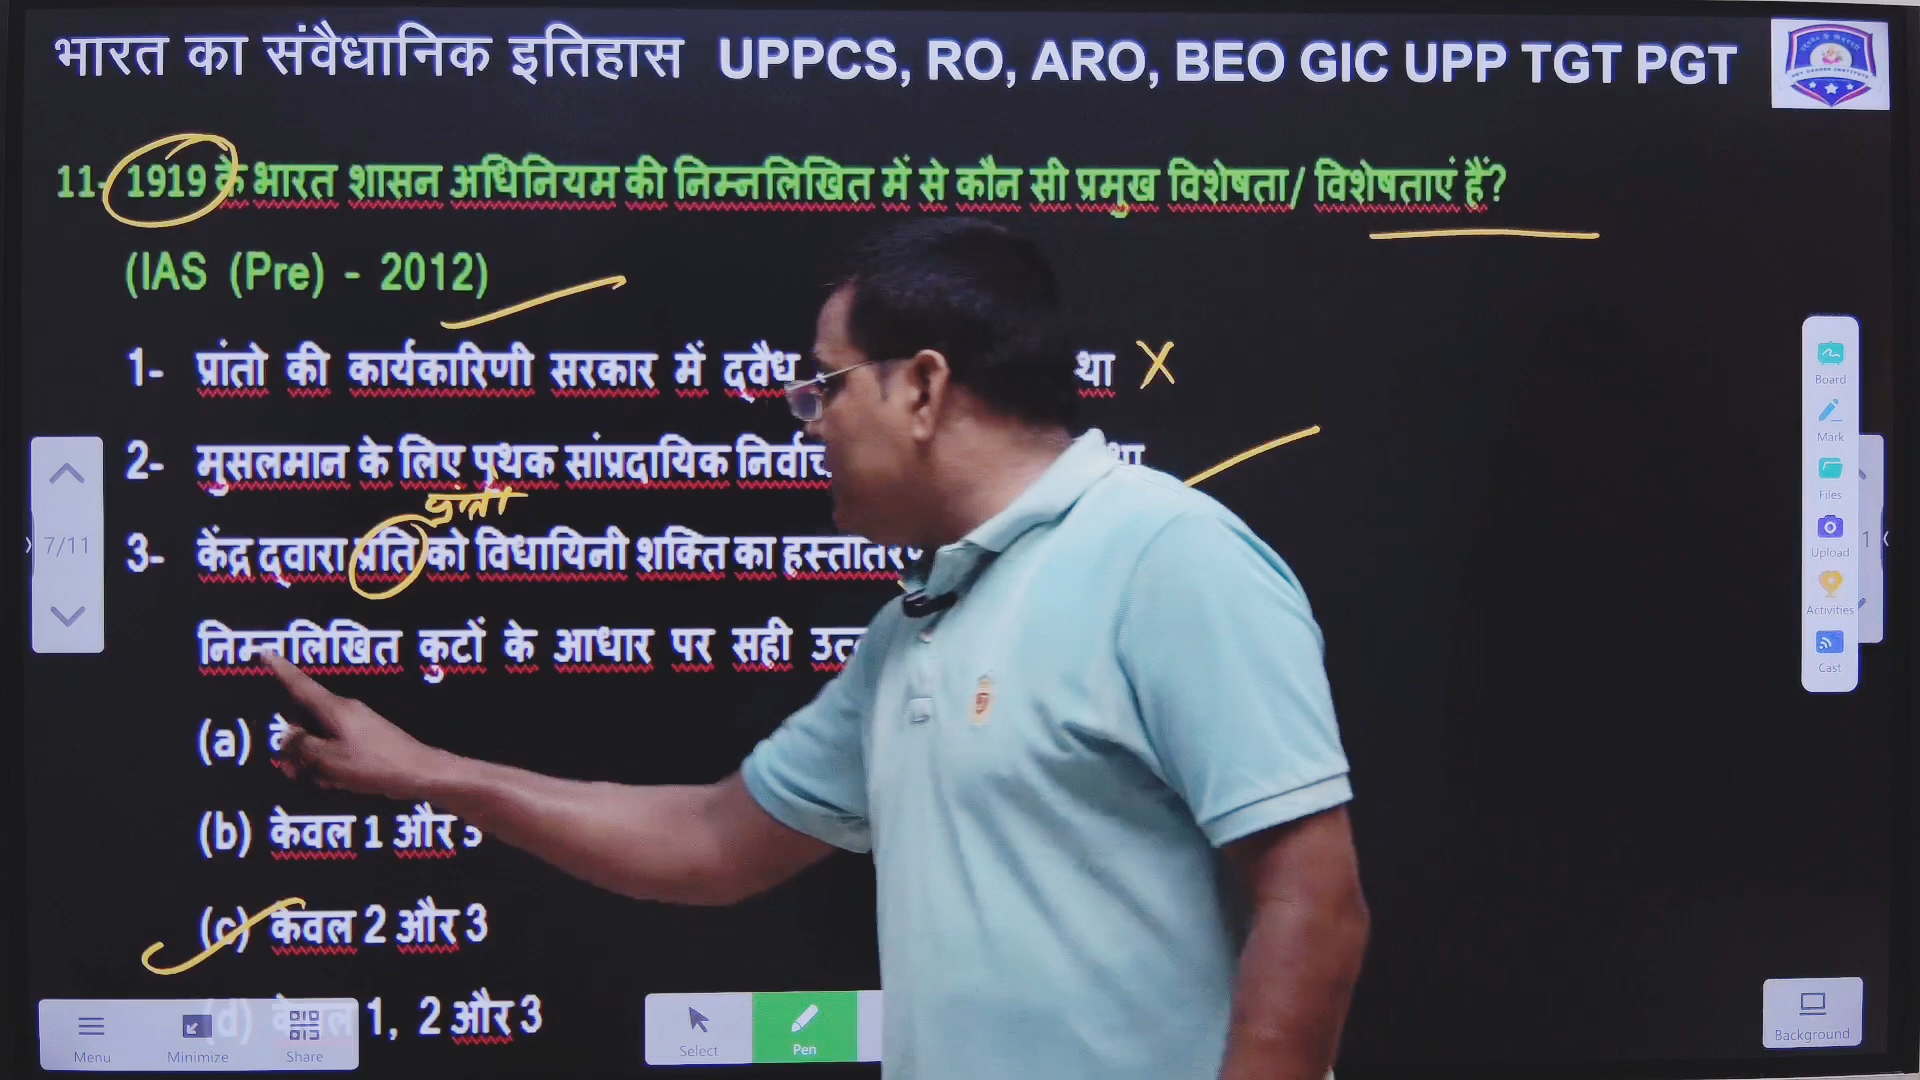 भारत का संवैधानिक इतिहास UPPCS, RO, ARO, BEO GIC UPP TGT PGT
11- 1919 के भारत शासन अधिनियम की निम्नलिखित में से कौन सी प्रमुख विशेषता/ विशेषताएं हैं?
(IAS (Pre) - 2012)
1- प्रांतो की कार्यकारिणी सरकार में द्वैध था X
2- मुसलमान के लिए पृथक सांप्रदायिक था
प्रांतों
3- केंद्र द्वारा प्रति को विधायिनी शक्ति का
निम्नलिखित कुटों के आधार पर सही
(a)
(b) केवल 1 और 3
(c) केवल 2 और 3
(d) केवल 1, 2 और 3
7/11
Board
Mark
Files
Upload
Activities
Cast
1
Menu
Minimize
Share
Select
Pen
Background